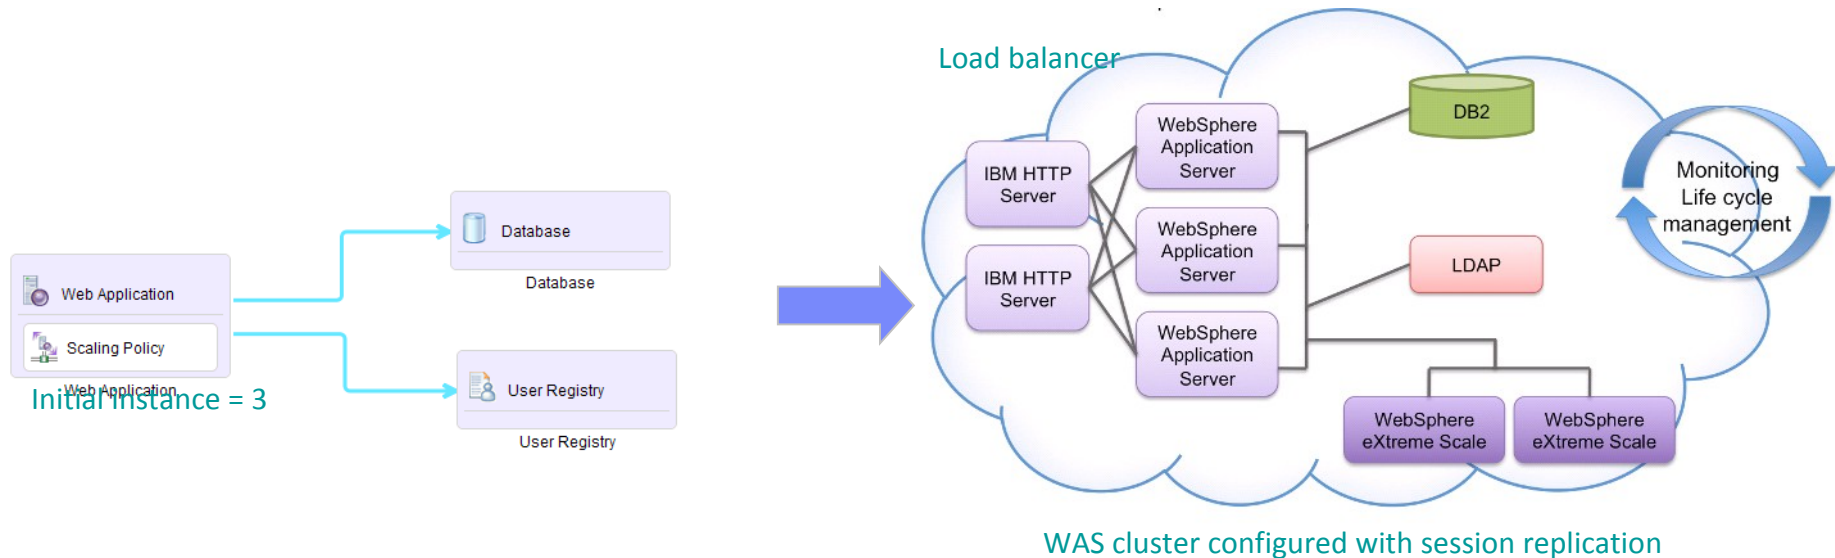 Database
Database
Web Application
Scaling Policy
Web Application
Initial instance = 3
User Registry
User Registry
Load balancer
IBM HTTP
Server
IBM HTTP
Server
WebSphere
Application
Server
WebSphere
Application
Server
WebSphere
Application
Server
DB2
LDAP
WebSphere
eXtreme Scale
WebSphere
eXtreme Scale
Monitoring
Life cycle
management
WAS cluster configured with session replication